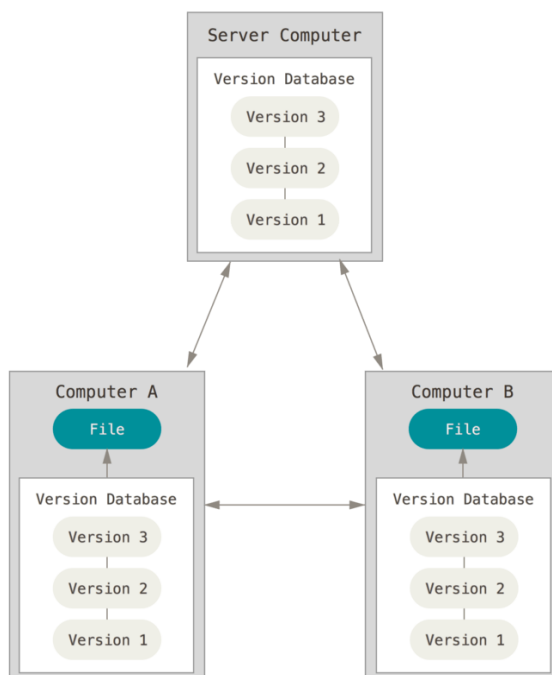 Server Computer
Version Database
Version 3
Version 2
Version 1
Computer A
File
Version Database
Version 3
Version 2
Version 1
Computer B
File
Version Database
Version 3
Version 2
Version 1